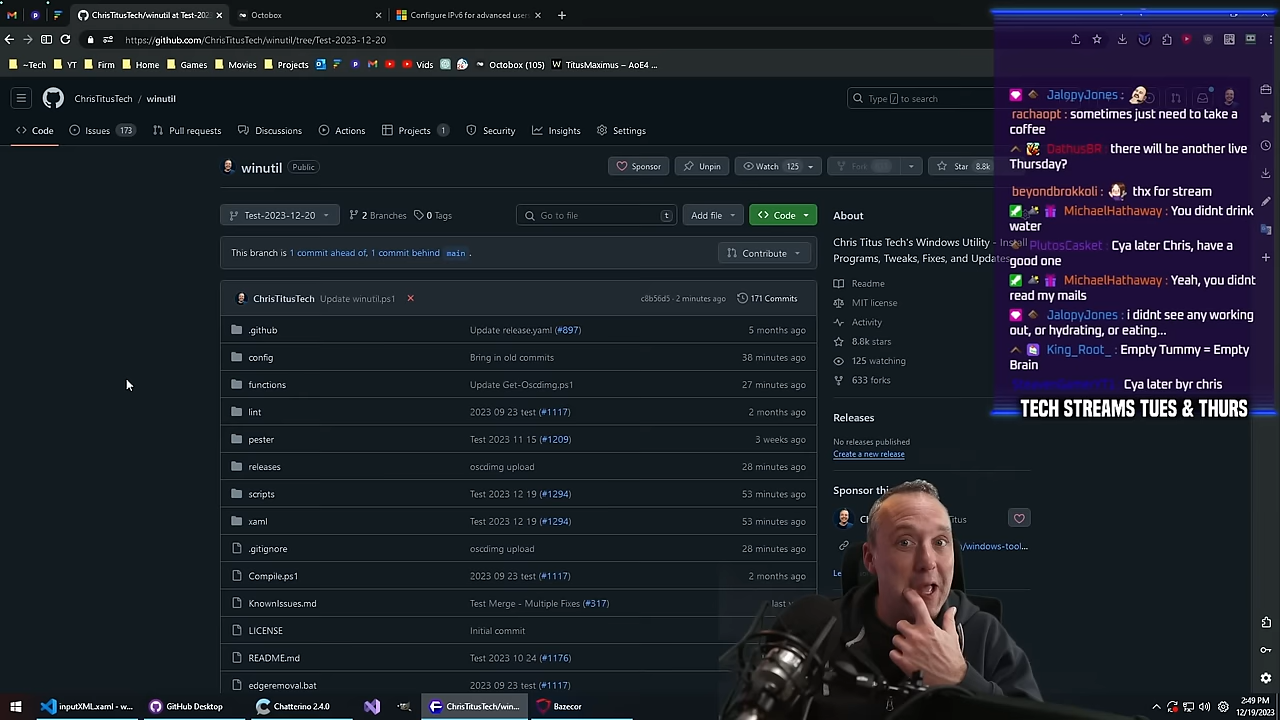 ChrisTitusTech/winutil at Test-2023-12-20
Octobox
Configure IPv6 for advanced user
https://github.com/ChrisTitusTech/winutil/tree/Test-2023-12-20
~Tech
YT
Firm
Home
Games
Movies
Projects
Vids
Octobox (105)
TitusMaximus ~ AoE4 ...
ChrisTitusTech / winutil
Type / to search
Code
Issues 173
Pull requests
Discussions
Actions
Projects 1
Security
Insights
Settings
winutil Public
Sponsor
Unpin
Watch 125
Fork
Star 8.8k
Test-2023-12-20
2 Branches
0 Tags
Go to file t
Add file
Code
This branch is 1 commit ahead of, 1 commit behind main .
Contribute
ChrisTitusTech Update winutil.ps1
c8b56d5 · 2 minutes ago
171 Commits
.github Update release.yaml (#897) 5 months ago
config Bring in old commits 38 minutes ago
functions Update Get-Oscdimg.ps1 27 minutes ago
lint 2023 09 23 test (#1117) 2 months ago
pester Test 2023 11 15 (#1209) 3 weeks ago
releases oscdimg upload 28 minutes ago
scripts Test 2023 12 19 (#1294) 53 minutes ago
xaml Test 2023 12 19 (#1294) 53 minutes ago
.gitignore oscdimg upload 28 minutes ago
Compile.ps1 2023 09 23 test (#1117) 2 months ago
KnownIssues.md Test Merge - Multiple Fixes (#317) last
LICENSE Initial commit
README.md Test 2023 10 24 (#1176)
edgeremoval.bat 2023 09 23 test (#1117)
About
Chris Titus Tech's Windows Utility - Install
Programs, Tweaks, Fixes, and Updates
Readme
MIT license
Activity
8.8k stars
125 watching
633 forks
Releases
No releases published
Create a new release
Sponsor
/windows-tool...
JalopyJones :
rachaopt : sometimes just need to take a
coffee
DathusBR : there will be another live
Thursday?
beyondbrokkoli : thx for stream
MichaelHathaway : You didnt drink
water
PlutosCasket : Cya later Chris, have a
good one
MichaelHathaway : Yeah, you didnt
read my mails
JalopyJones : i didnt see any working
out, or hydrating, or eating...
King_Root_ : Empty Tummy = Empty
Brain
Cya later byr chris
TECH STREAMS TUES & THURS
inputXML.xaml - w...
GitHub Desktop
Chatterino 2.4.0
ChrisTitusTech/win...
Raxecor
2:49 PM
12/19/2023